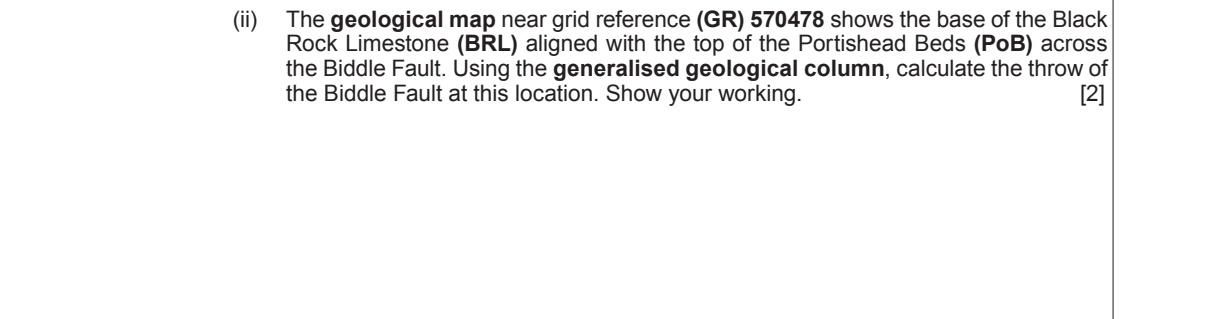 (ii) The geological map near grid reference (GR) 570478 shows the base of the Black
Rock Limestone (BRL) aligned with the top of the Portishead Beds (PoB) across
the Biddle Fault. Using the generalised geological column, calculate the throw of
the Biddle Fault at this location. Show your working. [2]